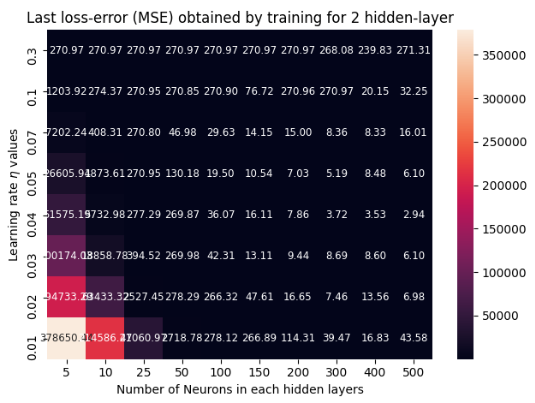 Last loss-error (MSE) obtained by training for 2 hidden-layer
0.3 270.97 270.97 270.97 270.97 270.97 270.97 270.97 268.08 239.83 271.31
0.1 1203.92 274.37 270.95 270.85 270.90 76.72 270.96 270.97 20.15 32.25
0.07 7202.24 408.31 270.80 46.98 29.63 14.15 15.00 8.36 8.33 16.01
0.05 270.95 130.18 19.50 10.54 7.03 5.19 8.48 6.10
0.04 277.29 269.87 36.07 16.11 7.86 3.72 3.53 2.94
0.03 394.52 269.98 42.31 13.11 9.44 8.69 8.60 6.10
0.02 2527.45 278.29 266.32 47.61 16.65 7.46 13.56 6.98
0.01 2718.78 278.12 266.89 114.31 39.47 16.83 43.58
5 10 25 50 100 150 200 300 400 500
Number of Neurons in each hidden layers
Learning rate η values
350000
300000
250000
200000
150000
100000
50000